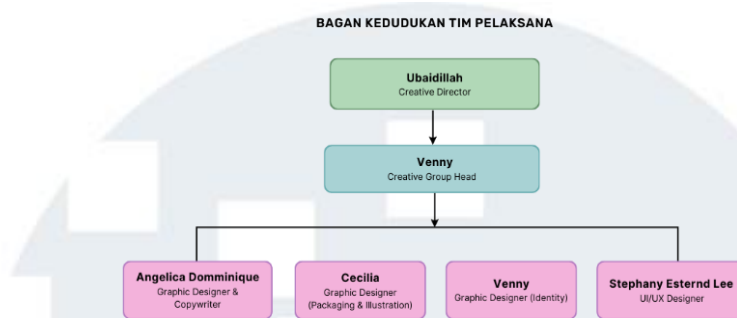 BAGAN KEDUDUKAN TIM PELAKSANA
Ubaidillah
Creative Director
Venny
Creative Group Head
Angelica Domminique
Graphic Designer &
Copywriter
Cecilia
Graphic Designer
(Packaging & Illustration)
Venny
Graphic Designer (Identity)
Stephany Esternd Lee
UI/UX Designer